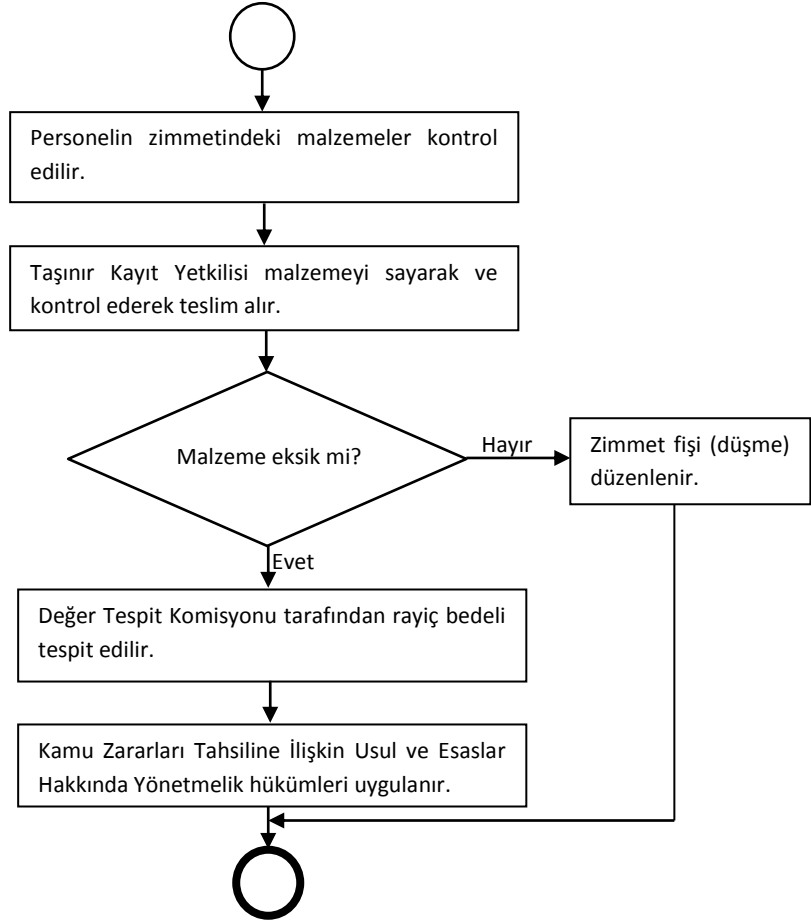 Personelin zimmetindeki malzemeler kontrol
edilir.
Taşınır Kayıt Yetkilisi malzemeyi sayarak ve
kontrol ederek teslim alır.
Malzeme eksik mi?
Hayır
Zimmet fişi (düşme)
düzenlenir.
Evet
Değer Tespit Komisyonu tarafından rayiç bedeli
tespit edilir.
Kamu Zararları Tahsiline İlişkin Usul ve Esaslar
Hakkında Yönetmelik hükümleri uygulanır.